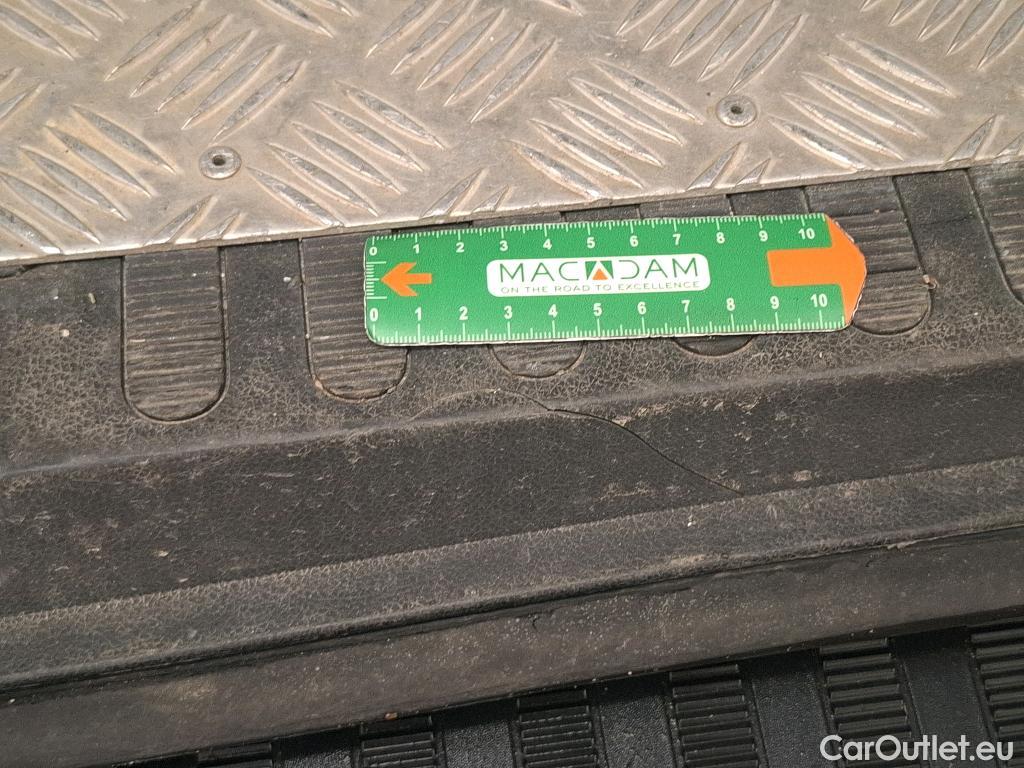 0 1 2 3 4 5 6 7 8 9 10
MACADAM
ON THE ROAD TO EXCELLENCE
0 1 2 3 4 5 6 7 8 9 10
CarOutlet.eu